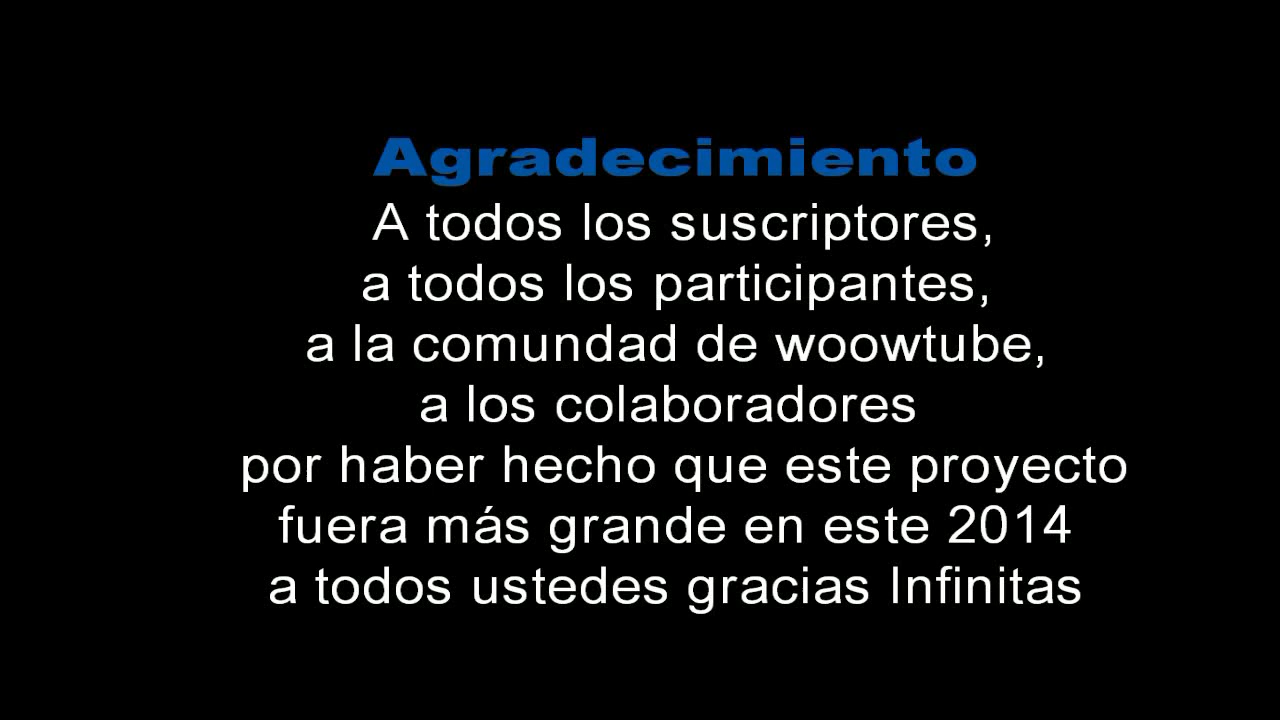 Agradecimiento
A todos los suscriptores,
a todos los participantes,
a la comundad de woowtube,
a los colaboradores
por haber hecho que este proyecto
fuera más grande en este 2014
a todos ustedes gracias Infinitas